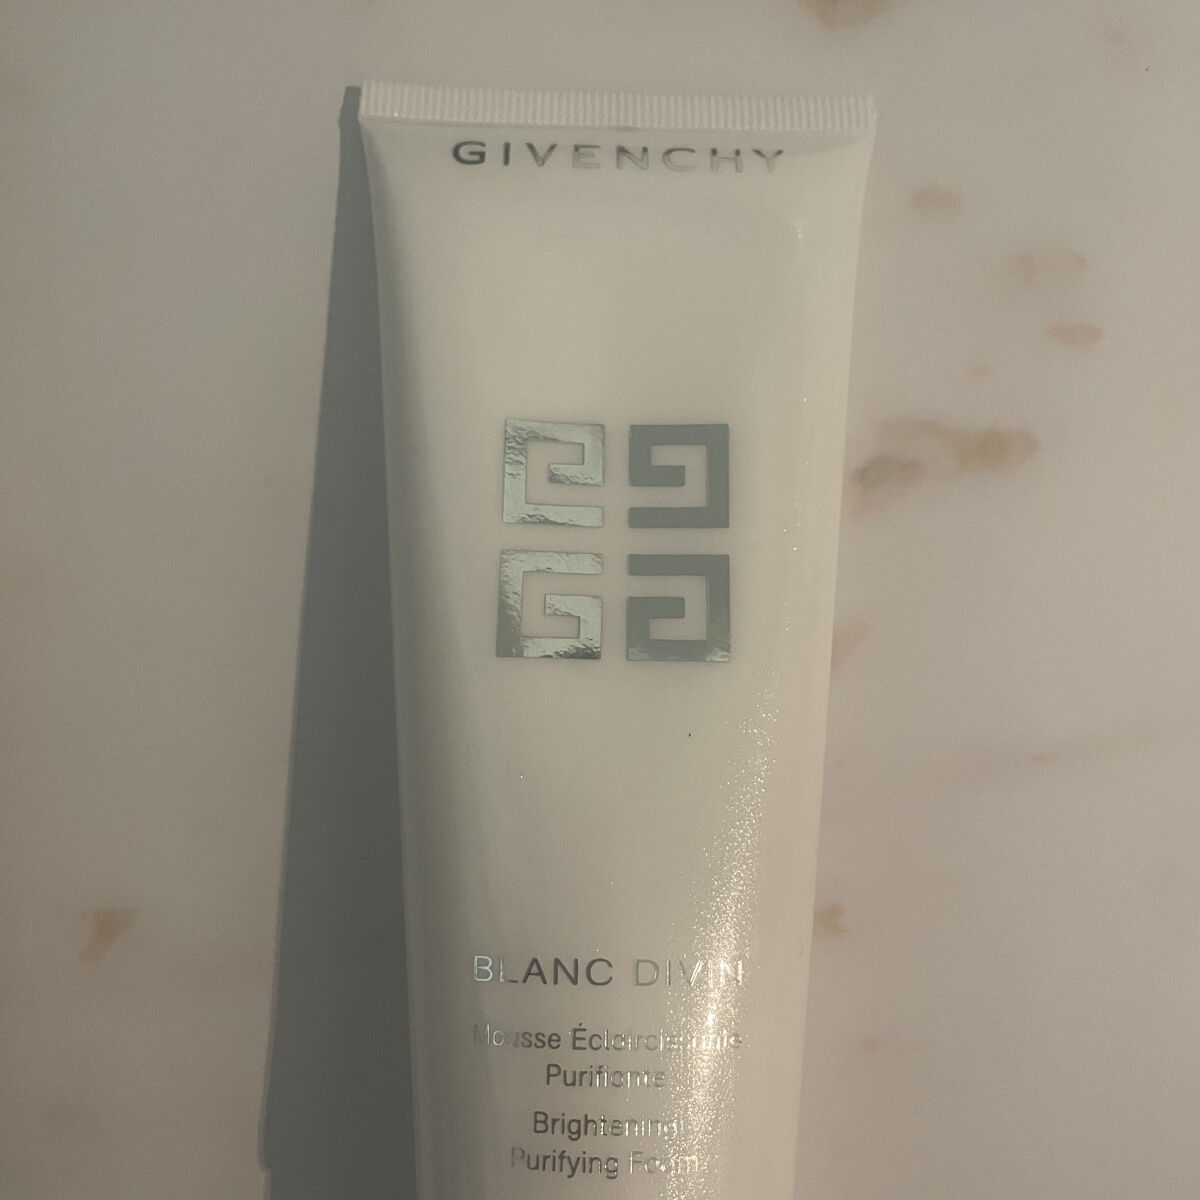 GIVENCHY
BLANC DIVIN
Mousse Éclaircissante
Purifiante
Brightening
Purifying Foam